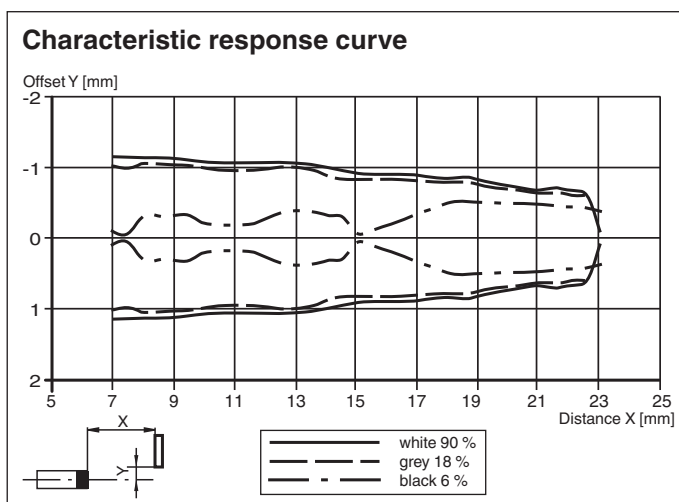 Characteristic response curve
Offset Y [mm]
-2
-1
0
1
2
5 7 9 11 13 15 17 19 21 23 25
Distance X [mm]
X
Y
white 90 %
grey 18 %
black 6 %